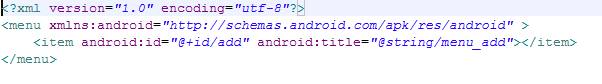 <?xml version="1.0" encoding="utf-8"?>
<menu xmlns:android="http://schemas.android.com/apk/res/android" >
    <item android:id="@+id/add" android:title="@string/menu_add"></item>
</menu>